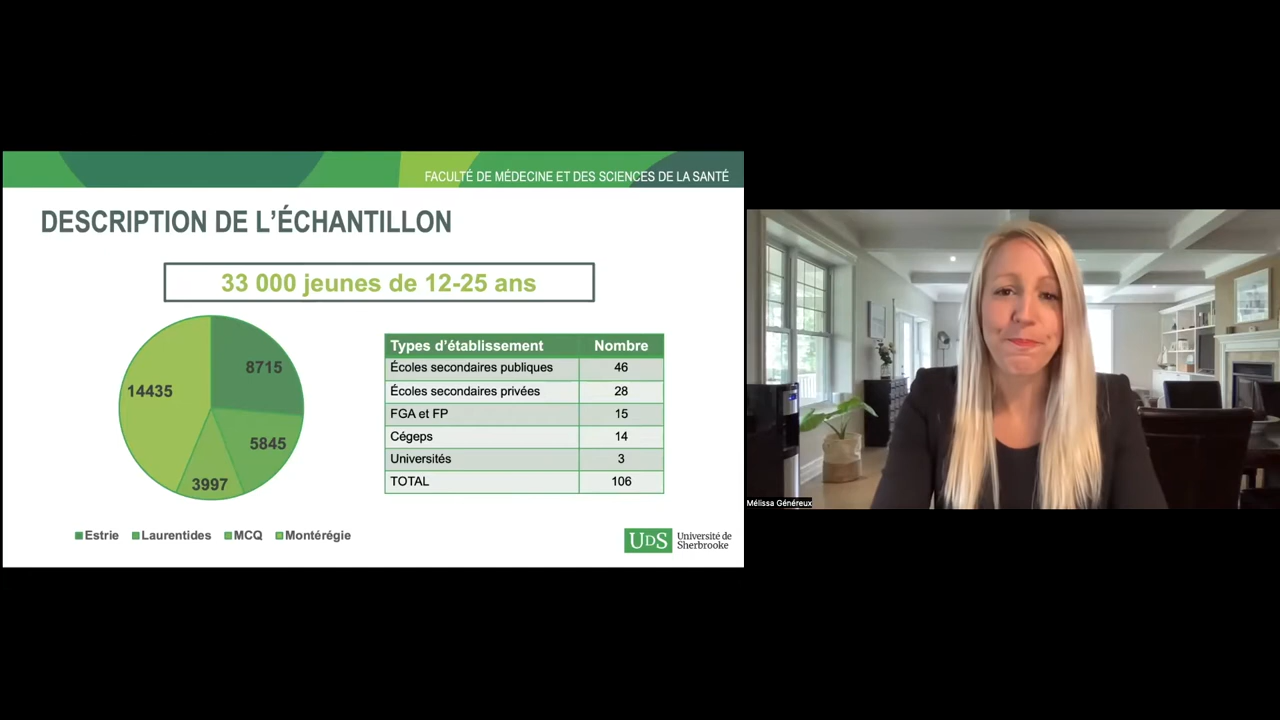 FACULTÉ DE MÉDECINE ET DES SCIENCES DE LA SANTÉ
DESCRIPTION DE L'ÉCHANTILLON
33 000 jeunes de 12-25 ans
8715
14435
5845
3997
Estrie Laurentides MCQ Montérégie
Types d'établissement Nombre
Écoles secondaires publiques 46
Écoles secondaires privées 28
FGA et FP 15
Cégeps 14
Universités 3
TOTAL 106
UDS Université de
Sherbrooke
Mélissa Généreux